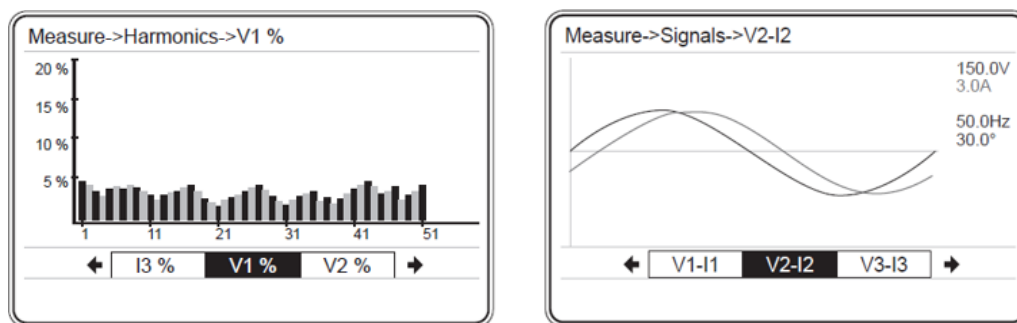 Measure->Harmonics->V1 %
20 %
15 %
10 %
5 %
1 11 21 31 41 51
I3 % V1 % V2 %
Measure->Signals->V2-I2
150.0V
3.0A
50.0Hz
30.0°
V1-I1 V2-I2 V3-I3